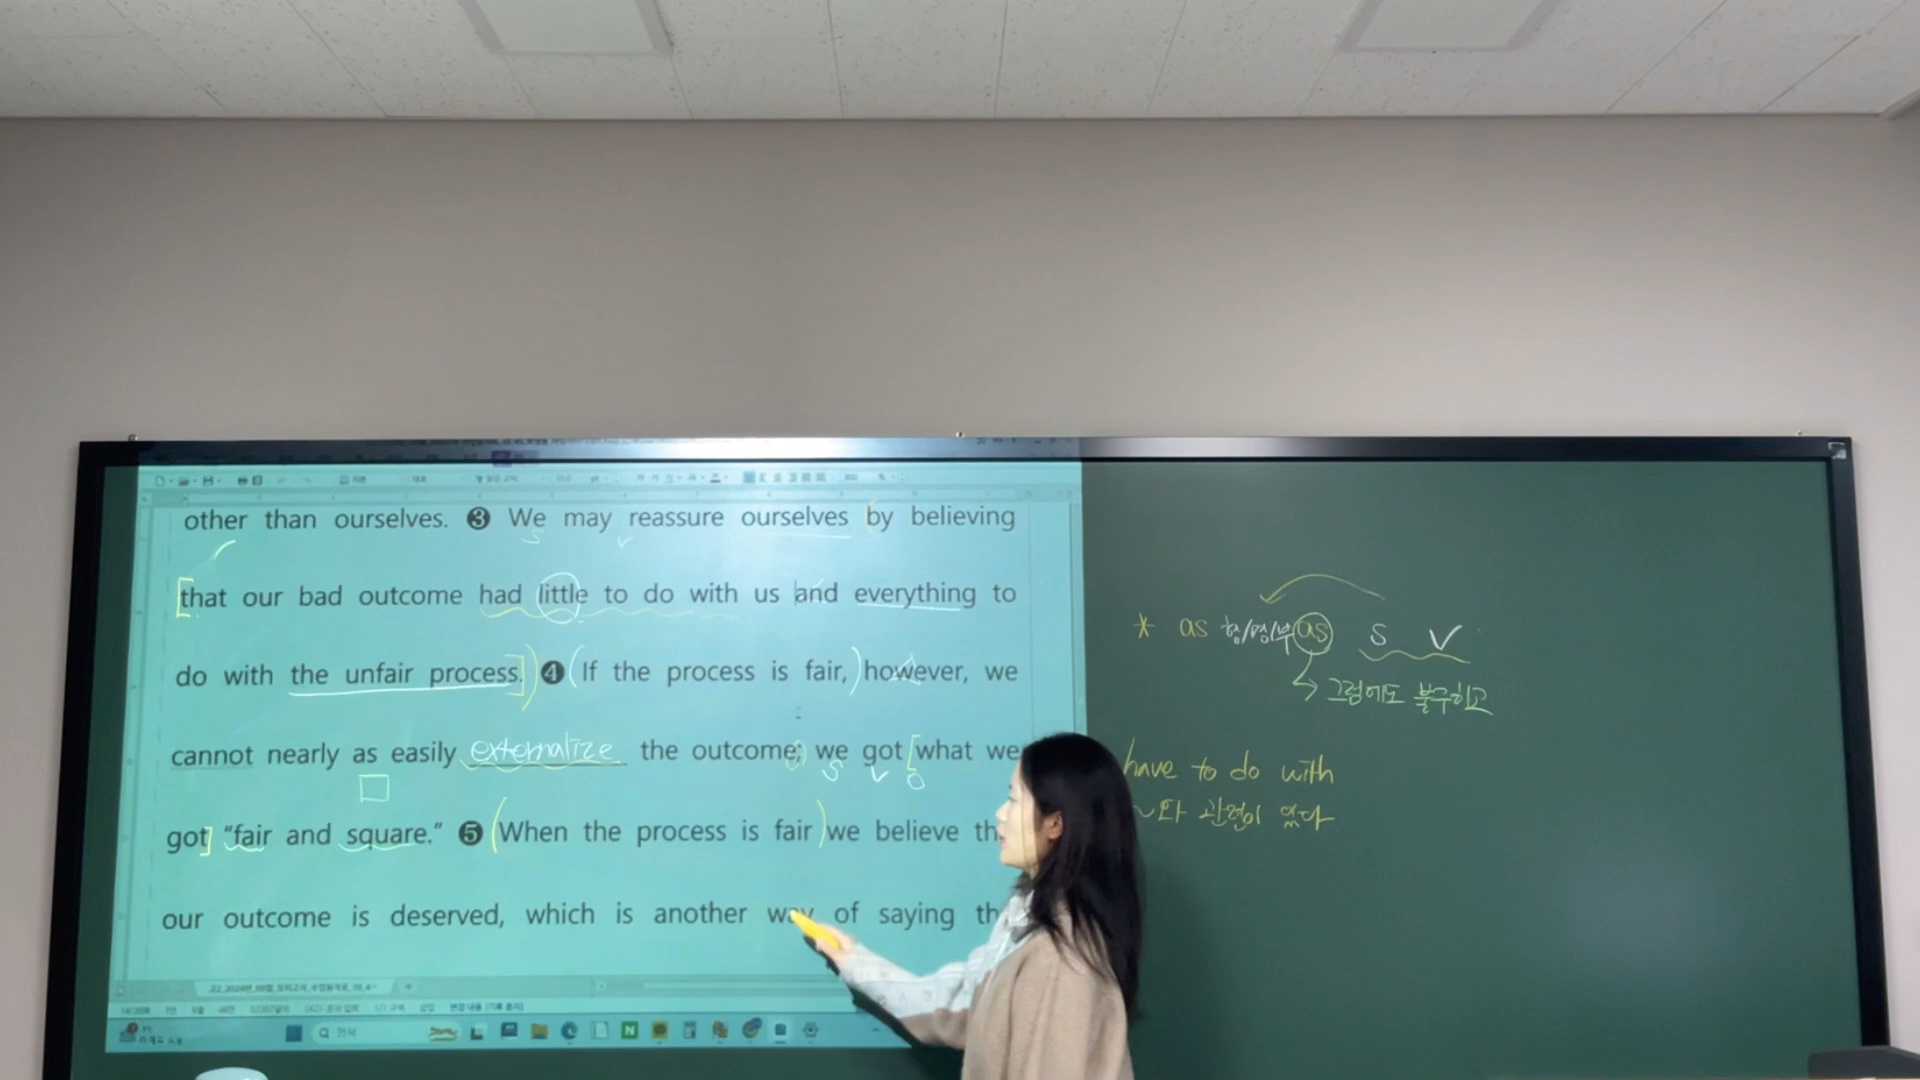 other than ourselves. ❸ We may reassure ourselves by believing
S V
[that our bad outcome had little to do with us and everything to
do with the unfair process.]) ❹ (If the process is fair,) however, we
cannot nearly as easily externalize the outcome; we got [what we
S V O
got] “fair and square.” ❺ (When the process is fair) we believe th
our outcome is deserved, which is another way of saying th
검색
* as 형/명/부 as S V
→ 그럼에도 불구하고
have to do with
~와 관련이 있다